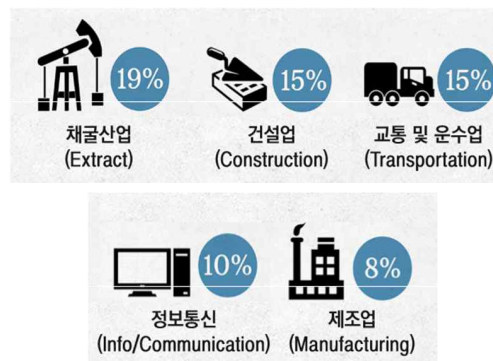 19%
15%
15%
채굴산업
(Extract)
건설업
(Construction)
교통 및 운수업
(Transportation)
10%
8%
정보통신
(Info/Communication)
제조업
(Manufacturing)